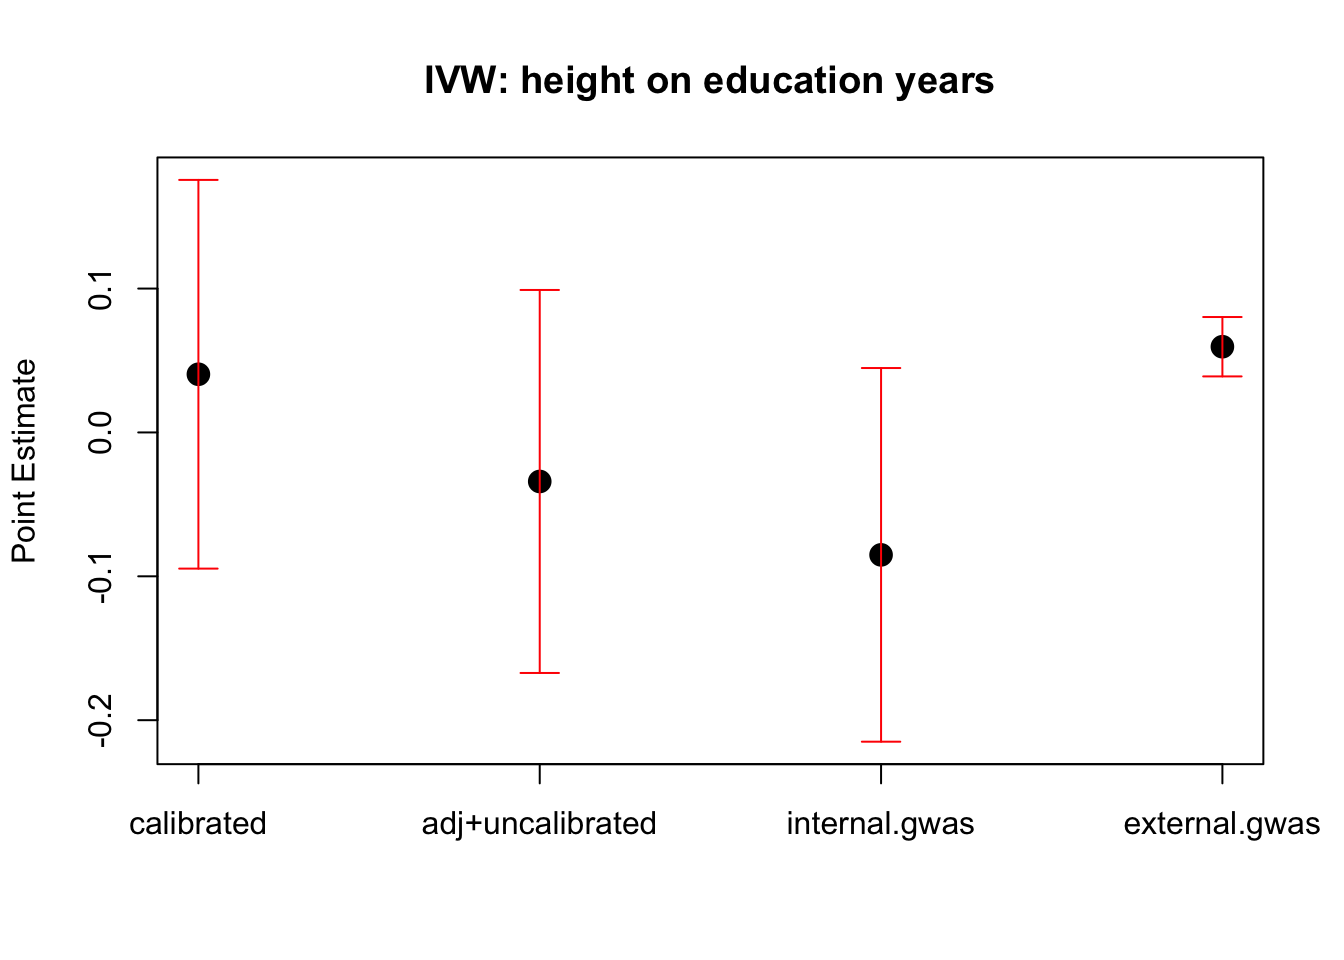 IVW: height on education years
Point Estimate
0.1
0.0
-0.1
-0.2
calibrated adj+uncalibrated internal.gwas external.gwas